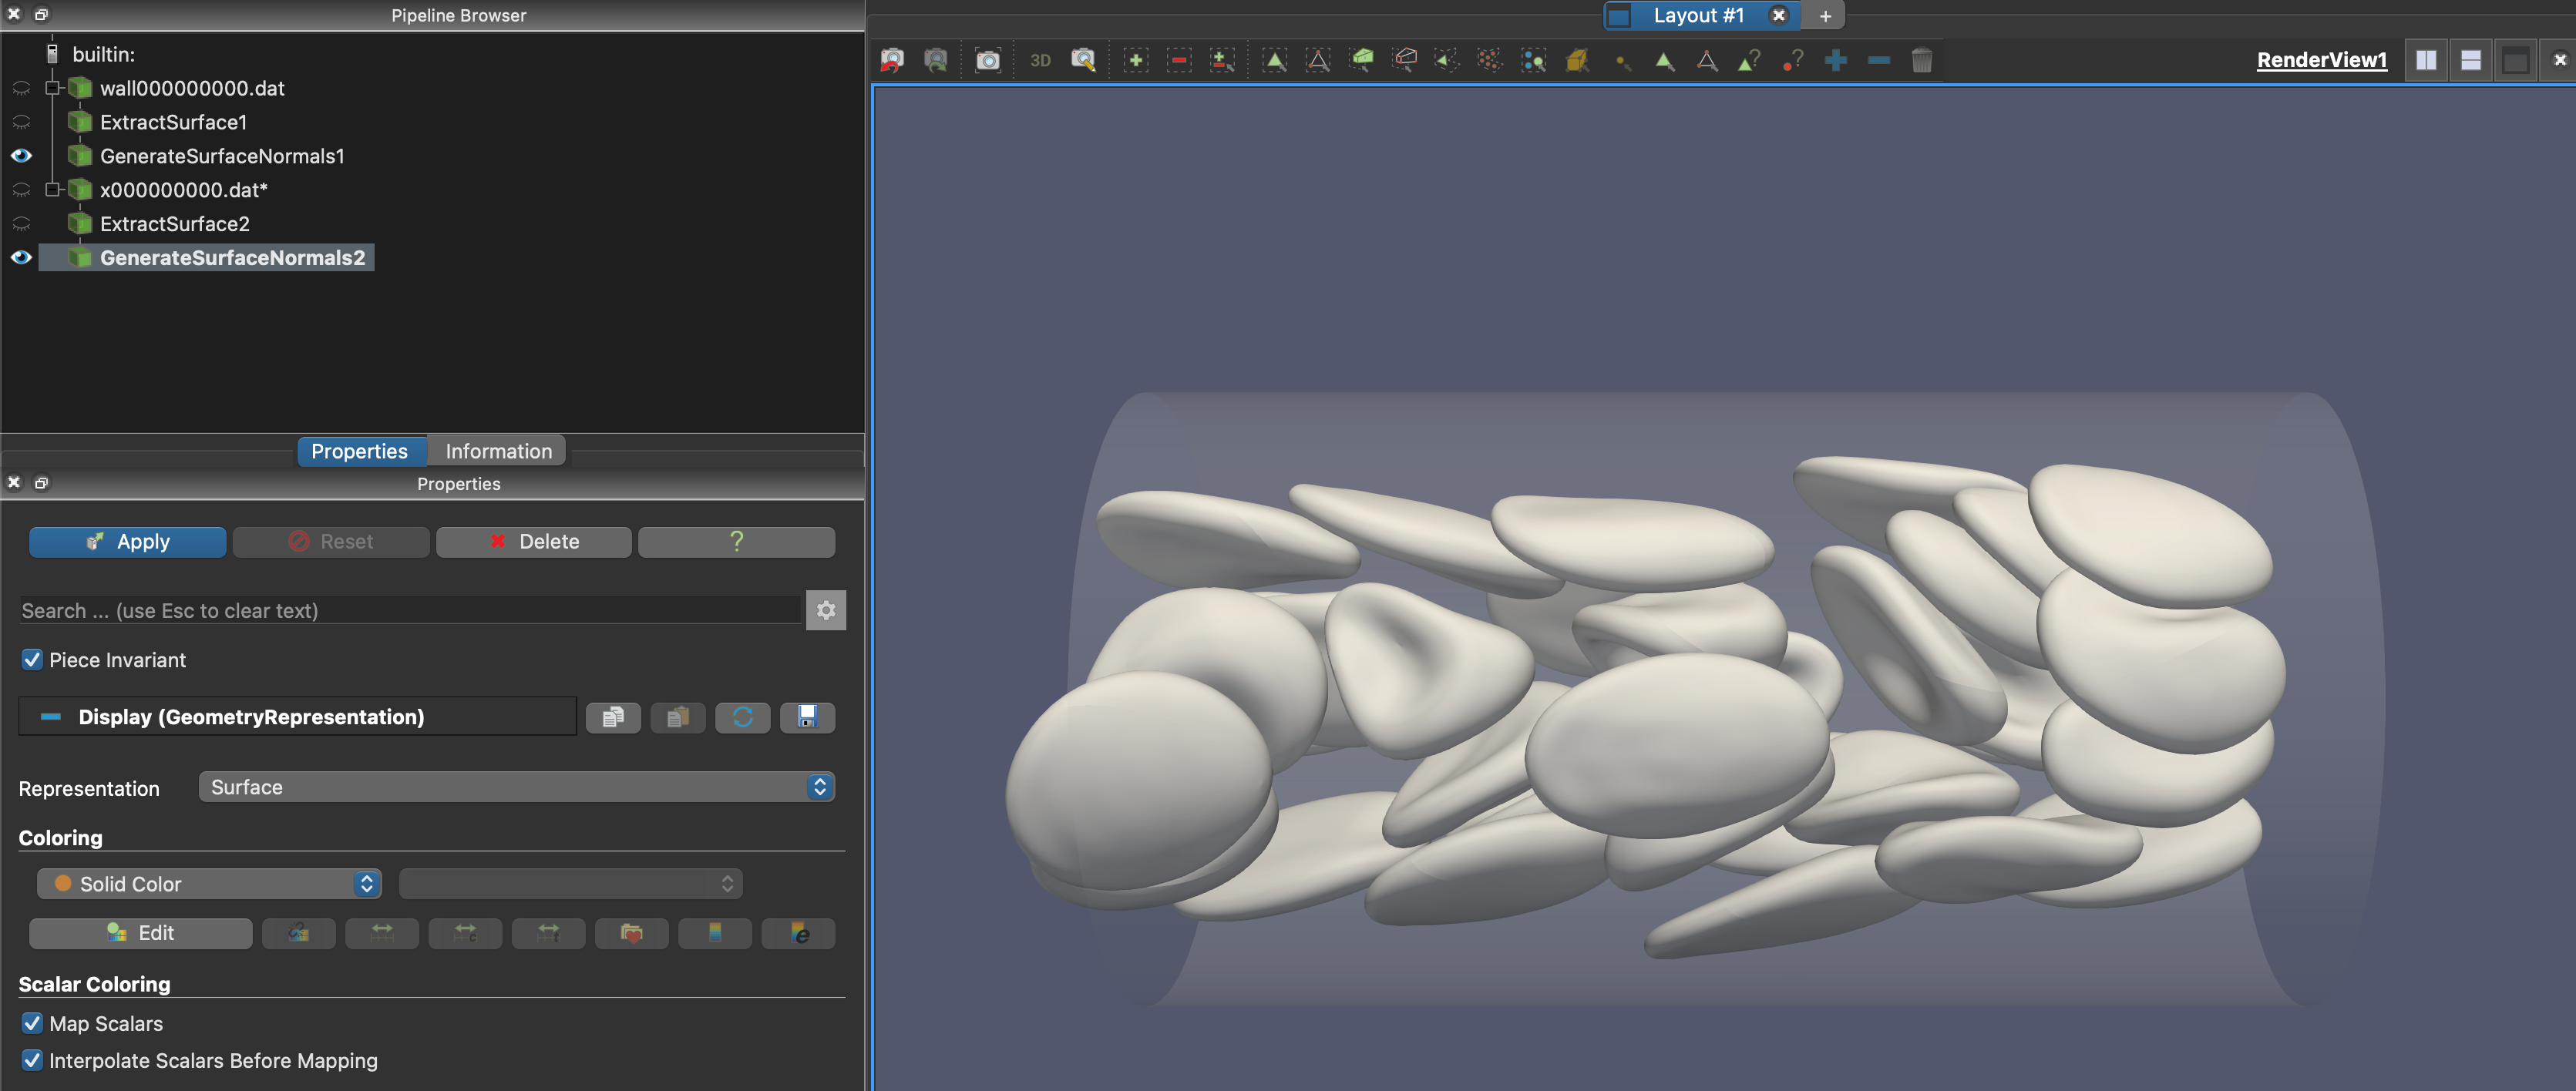 Pipeline Browser
builtin:
wall000000000.dat
ExtractSurface1
GenerateSurfaceNormals1
x000000000.dat*
ExtractSurface2
GenerateSurfaceNormals2
Properties Information
Properties
Apply Reset Delete ?
Search ... (use Esc to clear text)
Piece Invariant
Display (GeometryRepresentation)
Representation Surface
Coloring
Solid Color
Edit
Scalar Coloring
Map Scalars
Interpolate Scalars Before Mapping
Layout #1 +
3D
RenderView1